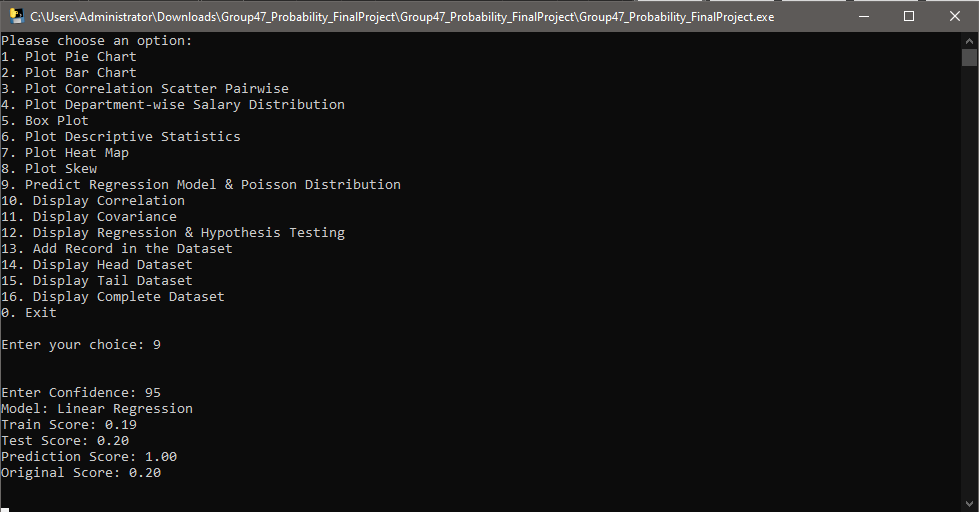 C:\Users\Administrator\Downloads\Group47_Probability_FinalProject\Group47_Probability_FinalProject\Group47_Probability_FinalProject.exe
Please choose an option:
1. Plot Pie Chart
2. Plot Bar Chart
3. Plot Correlation Scatter Pairwise
4. Plot Department-wise Salary Distribution
5. Box Plot
6. Plot Descriptive Statistics
7. Plot Heat Map
8. Plot Skew
9. Predict Regression Model & Poisson Distribution
10. Display Correlation
11. Display Covariance
12. Display Regression & Hypothesis Testing
13. Add Record in the Dataset
14. Display Head Dataset
15. Display Tail Dataset
16. Display Complete Dataset
0. Exit
Enter your choice: 9
Enter Confidence: 95
Model: Linear Regression
Train Score: 0.19
Test Score: 0.20
Prediction Score: 1.00
Original Score: 0.20